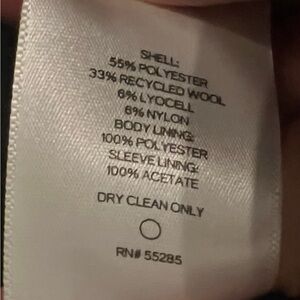 SHELL:
55% POLYESTER
33% RECYCLED WOOL
6% LYOCELL
6% NYLON
BODY LINING:
100% POLYESTER
SLEEVE LINING:
100% ACETATE
DRY CLEAN ONLY
RN# 55285